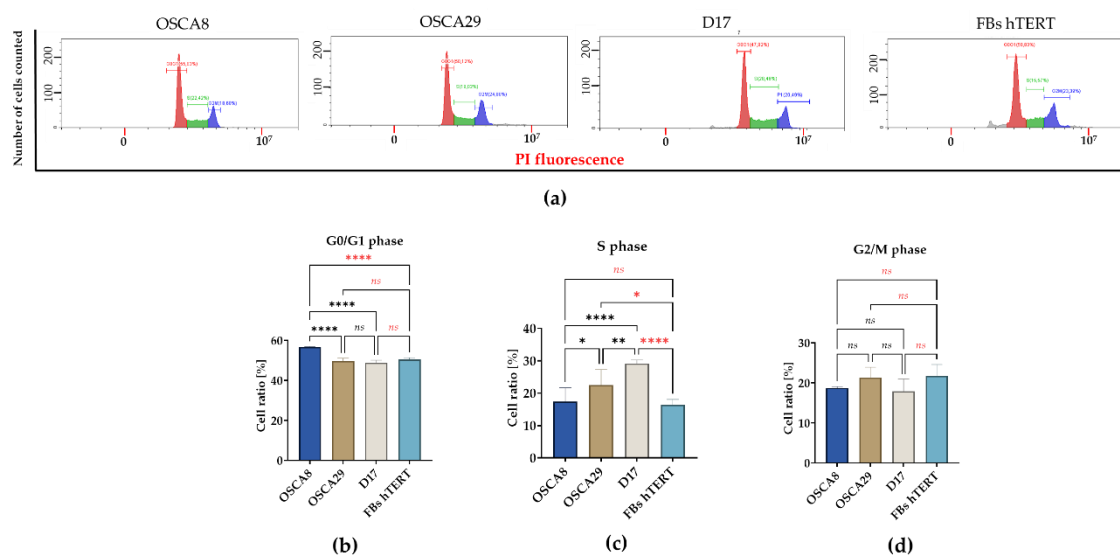 OSCA8
OSCA29
D17
FBs hTERT
Number of cells counted
200
100
0
10⁷
200
100
0
10⁷
200
100
0
10⁷
200
100
0
10⁷
PI fluorescence
(a)
G0/G1 phase
****
ns
****
**** ns ns
Cell ratio [%]
60
40
20
0
OSCA8
OSCA29
D17
FBs hTERT
(b)
S phase
ns
*
****
* ** ****
Cell ratio [%]
40
30
20
10
0
OSCA8
OSCA29
D17
FBs hTERT
(c)
G2/M phase
ns
ns
ns
ns ns ns
Cell ratio [%]
30
20
10
0
OSCA8
OSCA29
D17
FBs hTERT
(d)